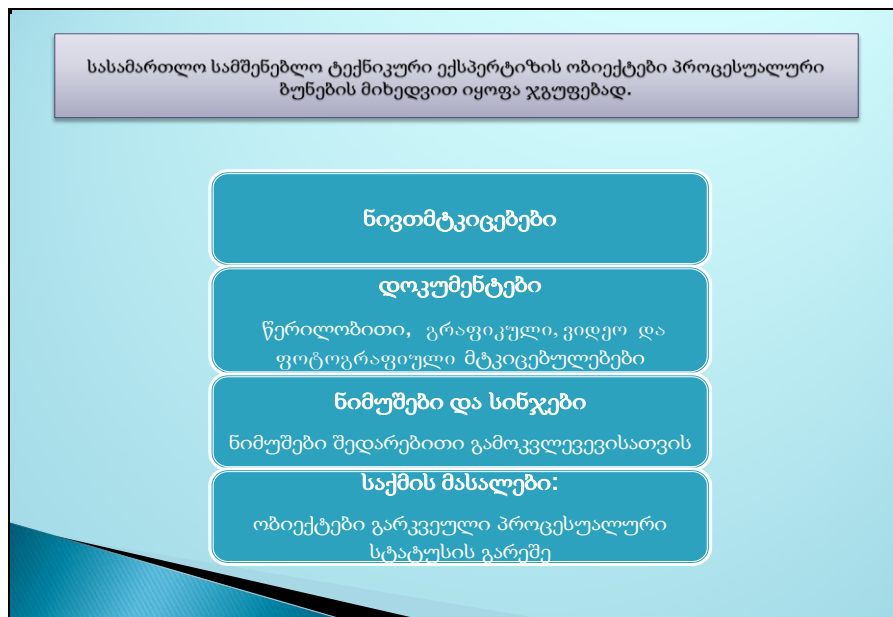 სასამართლო სამშენებლო ტექნიკური ექსპერტიზის ობიექტები პროცესუალური
ბუნების მიხედვით იყოფა ჯგუფებად.
ნივთმტკიცებები
დოკუმენტები
წერილობითი, გრაფიკული, ვიდეო და
ფოტოგრაფიული მტკიცებულებები
ნიმუშები და სინჯები
ნიმუშები შედარებითი გამოკვლევევისათვის
საქმის მასალები:
ობიექტები გარკვეული პროცესუალური
სტატუსის გარეშე